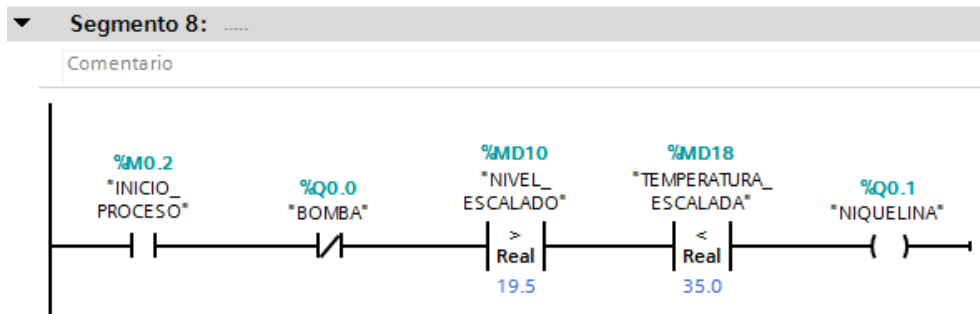 Segmento 8: .....
Comentario
%M0.2
"INICIO_
PROCESO"
%Q0.0
"BOMBA"
%MD10
"NIVEL_
ESCALADO"
>
Real
19.5
%MD18
"TEMPERATURA_
ESCALADA"
<
Real
35.0
%Q0.1
"NIQUELINA"